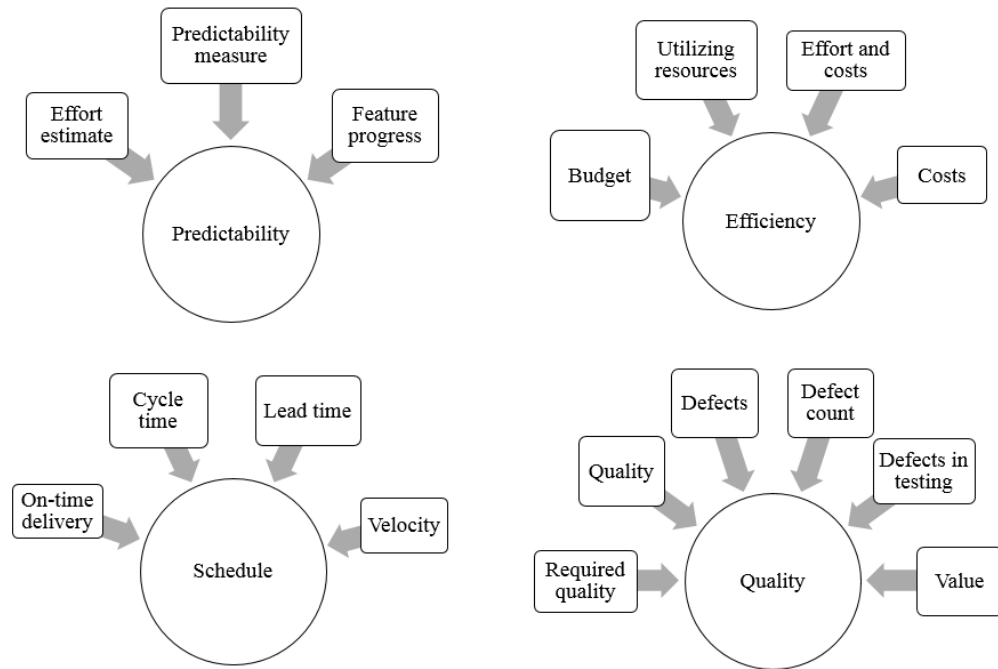 Predictability
measure
Effort
estimate
Feature
progress
Predictability
Utilizing
resources
Effort and
costs
Budget
Costs
Efficiency
Cycle
time
Lead time
On-time
delivery
Velocity
Schedule
Defects
Defect
count
Quality
Defects in
testing
Required
quality
Value
Quality